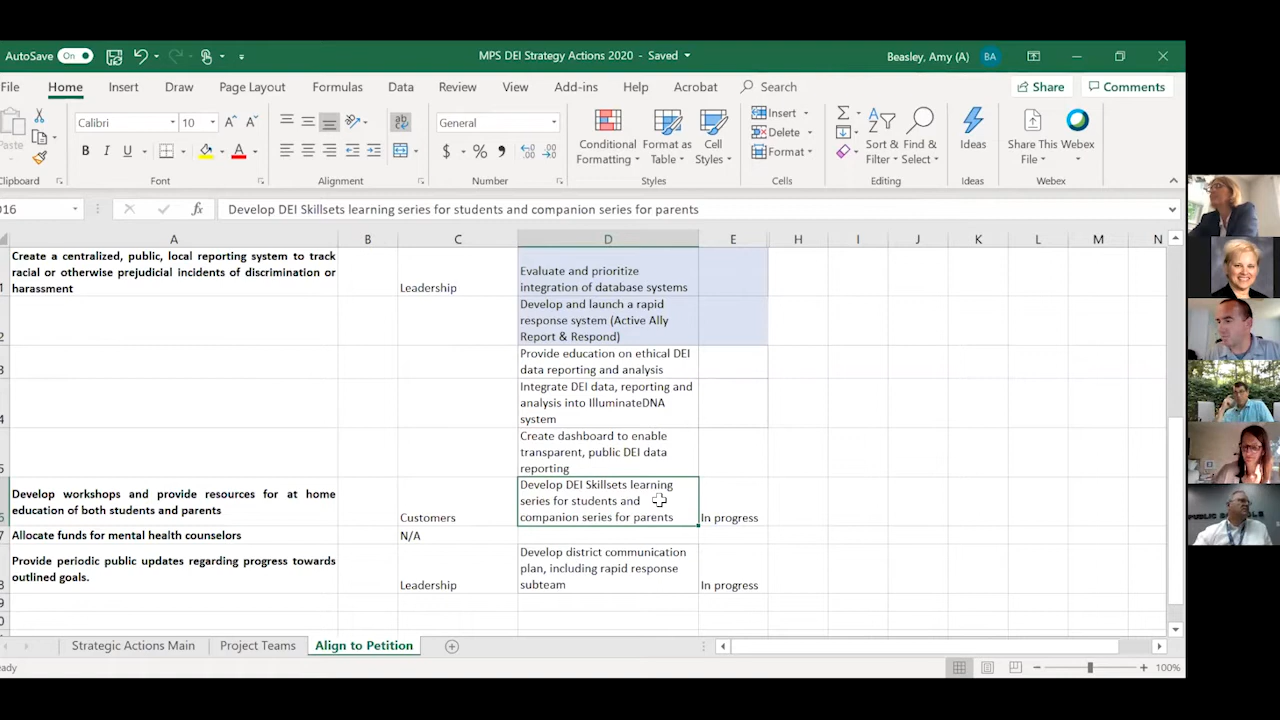 AutoSave On MPS DEI Strategy Actions 2020 - Saved Beasley, Amy (A) BA
File Home Insert Draw Page Layout Formulas Data Review View Add-ins Help Acrobat Search Share Comments
Calibri 10 General Insert
Delete
Format
Paste Conditional Formatting Format as Table Cell Styles Sort & Filter Find & Select Ideas Share This File Webex
Clipboard Font Alignment Number Styles Cells Editing Ideas Webex
D16 fx Develop DEI Skillsets learning series for students and companion series for parents
A B C D E H I J K L M N
Create a centralized, public, local reporting system to track
racial or otherwise prejudicial incidents of discrimination or
harassment
Leadership
Evaluate and prioritize
integration of database systems
Develop and launch a rapid
response system (Active Ally
Report & Respond)
Provide education on ethical DEI
data reporting and analysis
Integrate DEI data, reporting and
analysis into IlluminateDNA
system
Create dashboard to enable
transparent, public DEI data
reporting
Develop workshops and provide resources for at home
education of both students and parents
Customers
Develop DEI Skillsets learning
series for students and
companion series for parents
In progress
Allocate funds for mental health counselors N/A
Provide periodic public updates regarding progress towards
outlined goals.
Leadership
Develop district communication
plan, including rapid response
subteam
In progress
Strategic Actions Main Project Teams Align to Petition
100%
PUBLIC SCHOOLS